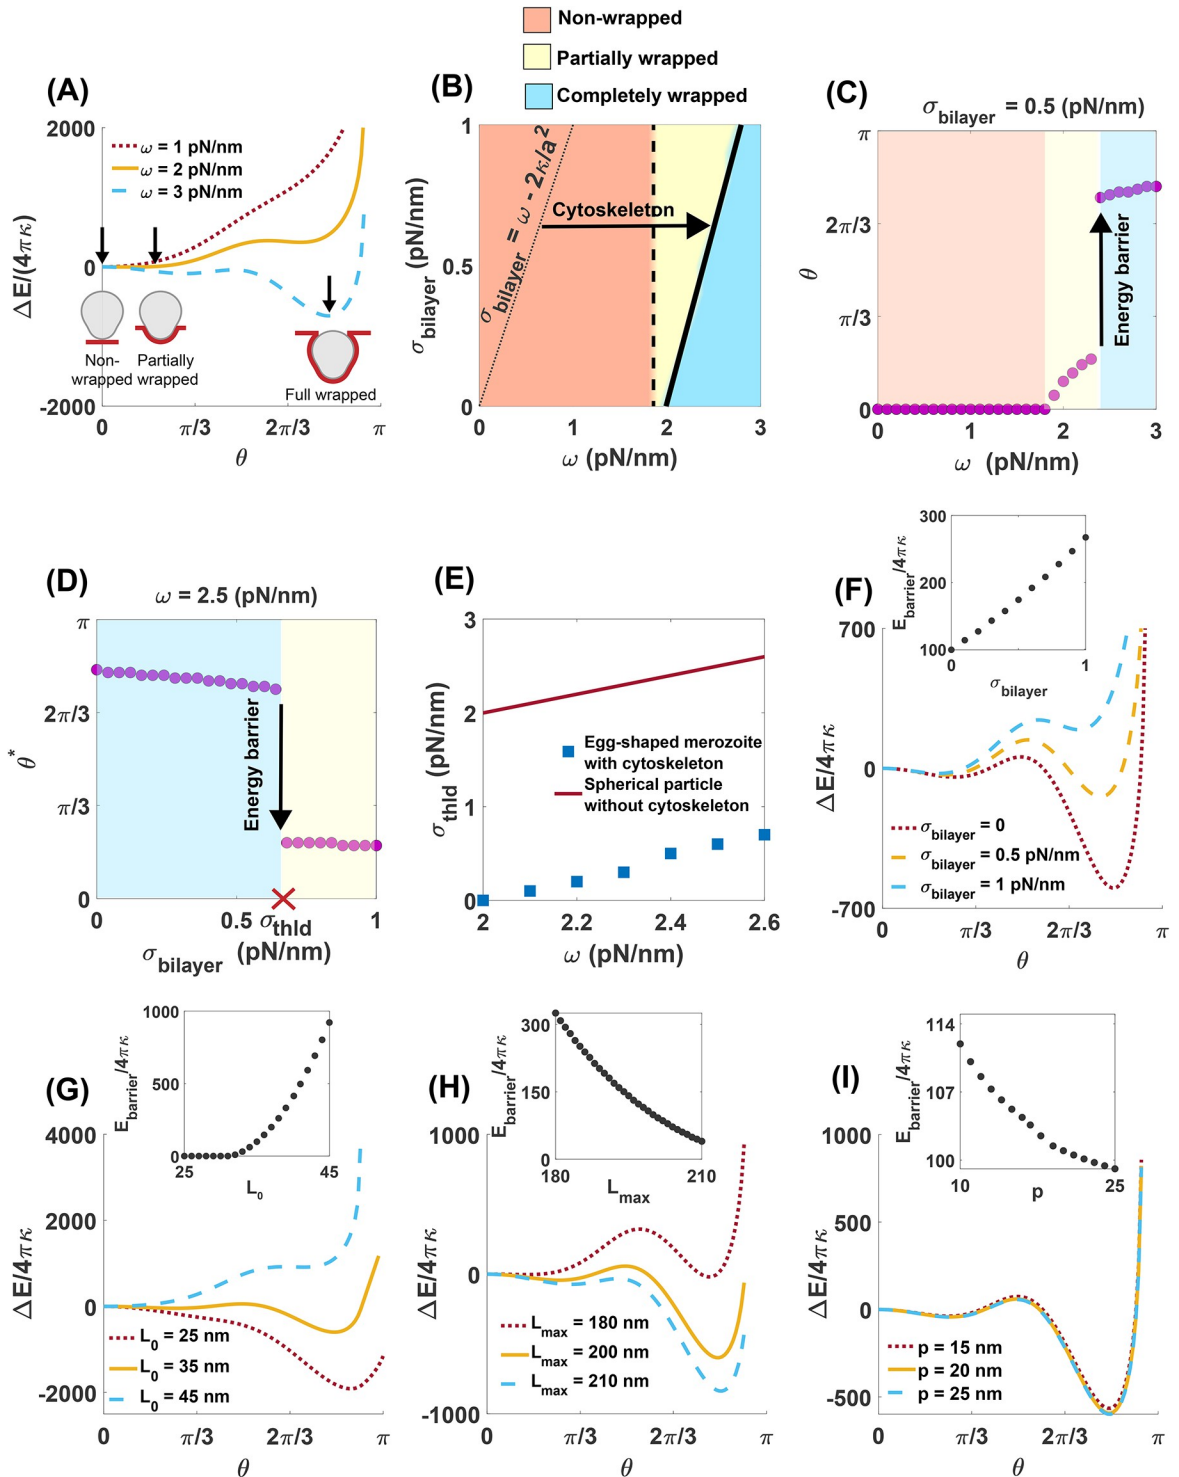 Non-wrapped
Partially wrapped
Completely wrapped
(A)
2000
0
-2000
ΔE/(4πκ)
ω = 1 pN/nm
ω = 2 pN/nm
ω = 3 pN/nm
Non-
wrapped
Partially
wrapped
Full wrapped
0
π/3
2π/3
π
θ
(B)
1
0.5
0
σbilayer (pN/nm)
σbilayer = ω - 2κ/a²
Cytoskeleton
0
1
2
3
ω (pN/nm)
(C)
σbilayer = 0.5 (pN/nm)
π
2π/3
π/3
0
θ
Energy barrier
0
1
2
3
ω (pN/nm)
(D)
ω = 2.5 (pN/nm)
π
2π/3
π/3
0
θ*
Energy barrier
0
0.5
σthld
1
σbilayer (pN/nm)
(E)
3
2
1
0
σthld (pN/nm)
Egg-shaped merozoite
with cytoskeleton
Spherical particle
without cytoskeleton
2
2.2
2.4
2.6
ω (pN/nm)
(F)
300
200
100
Ebarrier/4πκ
0
1
σbilayer
700
0
-700
ΔE/4πκ
σbilayer = 0
σbilayer = 0.5 pN/nm
σbilayer = 1 pN/nm
0
π/3
2π/3
π
θ
(G)
1000
500
0
Ebarrier/4πκ
25
45
L0
4000
2000
0
-2000
ΔE/4πκ
L0 = 25 nm
L0 = 35 nm
L0 = 45 nm
0
π/3
2π/3
π
θ
(H)
300
150
0
Ebarrier/4πκ
180
210
Lmax
1000
0
-1000
ΔE/4πκ
Lmax = 180 nm
Lmax = 200 nm
Lmax = 210 nm
0
π/3
2π/3
π
θ
(I)
114
107
100
Ebarrier/4πκ
10
25
p
1000
500
0
-500
ΔE/4πκ
p = 15 nm
p = 20 nm
p = 25 nm
0
π/3
2π/3
π
θ